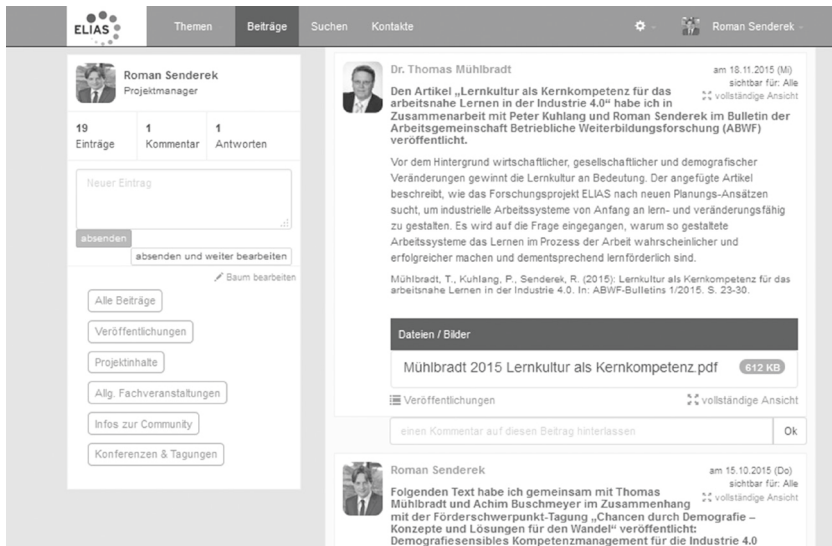 ELIAS
Themen Beiträge Suchen Kontakte Roman Senderek
Roman Senderek
Projektmanager
19 1 1
Einträge Kommentar Antworten
Neuer Eintrag
absenden
absenden und weiter bearbeiten
Baum bearbeiten
Alle Beiträge
Veröffentlichungen
Projektinhalte
Allg. Fachveranstaltungen
Infos zur Community
Konferenzen & Tagungen
Dr. Thomas Mühlbradt
am 18.11.2015 (Mi)
sichtbar für: Alle
vollständige Ansicht
Den Artikel „Lernkultur als Kernkompetenz für das
arbeitsnahe Lernen in der Industrie 4.0“ habe ich in
Zusammenarbeit mit Peter Kuhlang und Roman Senderek im Bulletin der
Arbeitsgemeinschaft Betriebliche Weiterbildungsforschung (ABWF)
veröffentlicht.
Vor dem Hintergrund wirtschaftlicher, gesellschaftlicher und demografischer
Veränderungen gewinnt die Lernkultur an Bedeutung. Der angefügte Artikel
beschreibt, wie das Forschungsprojekt ELIAS nach neuen Planungs-Ansätzen
sucht, um industrielle Arbeitssysteme von Anfang an lern- und veränderungsfähig
zu gestalten. Es wird auf die Frage eingegangen, warum so gestaltete
Arbeitssysteme das Lernen im Prozess der Arbeit wahrscheinlicher und
erfolgreicher machen und dementsprechend lernförderlich sind.
Mühlbradt, T., Kuhlang, P., Senderek, R. (2015): Lernkultur als Kernkompetenz für das
arbeitsnahe Lernen in der Industrie 4.0. In: ABWF-Bulletins 1/2015. S. 23-30.
Dateien / Bilder
Mühlbradt 2015 Lernkultur als Kernkompetenz.pdf 612 KB
Veröffentlichungen vollständige Ansicht
einen Kommentar auf diesen Beitrag hinterlassen Ok
Roman Senderek
am 15.10.2015 (Do)
sichtbar für: Alle
vollständige Ansicht
Folgenden Text habe ich gemeinsam mit Thomas
Mühlbradt und Achim Buschmeyer im Zusammenhang
mit der Förderschwerpunkt-Tagung „Chancen durch Demografie –
Konzepte und Lösungen für den Wandel“ veröffentlicht:
Demografiesensibles Kompetenzmanagement für die Industrie 4.0